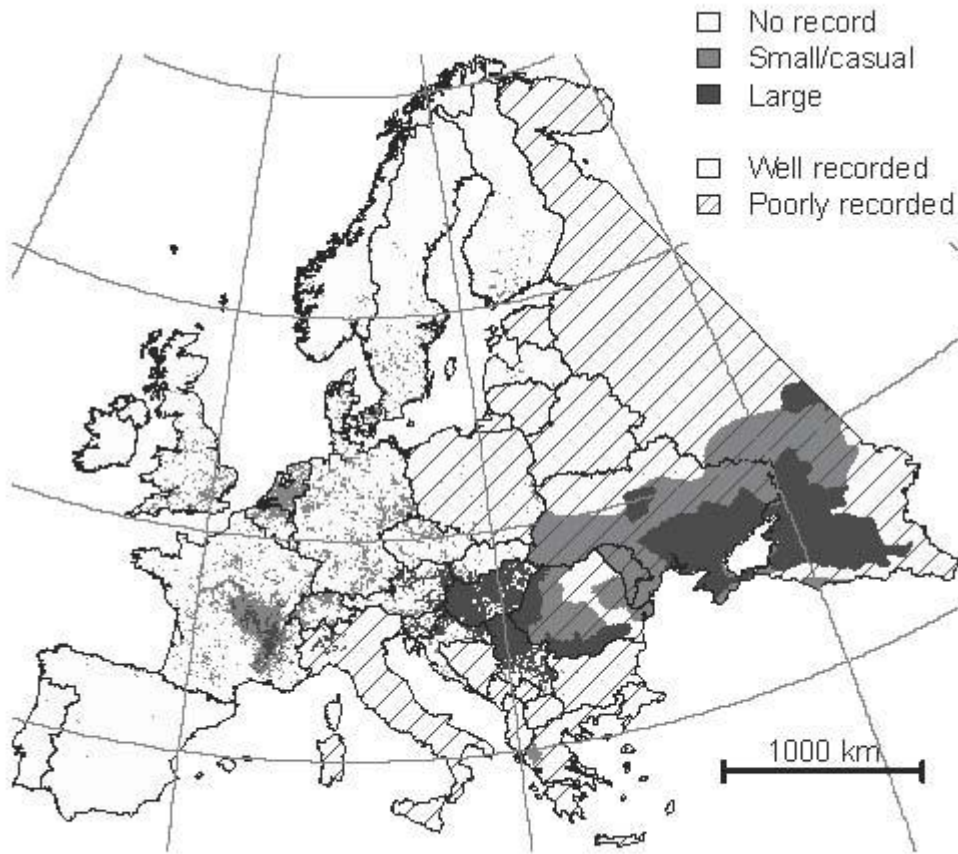 No record
Small/casual
Large
Well recorded
Poorly recorded
1000 km